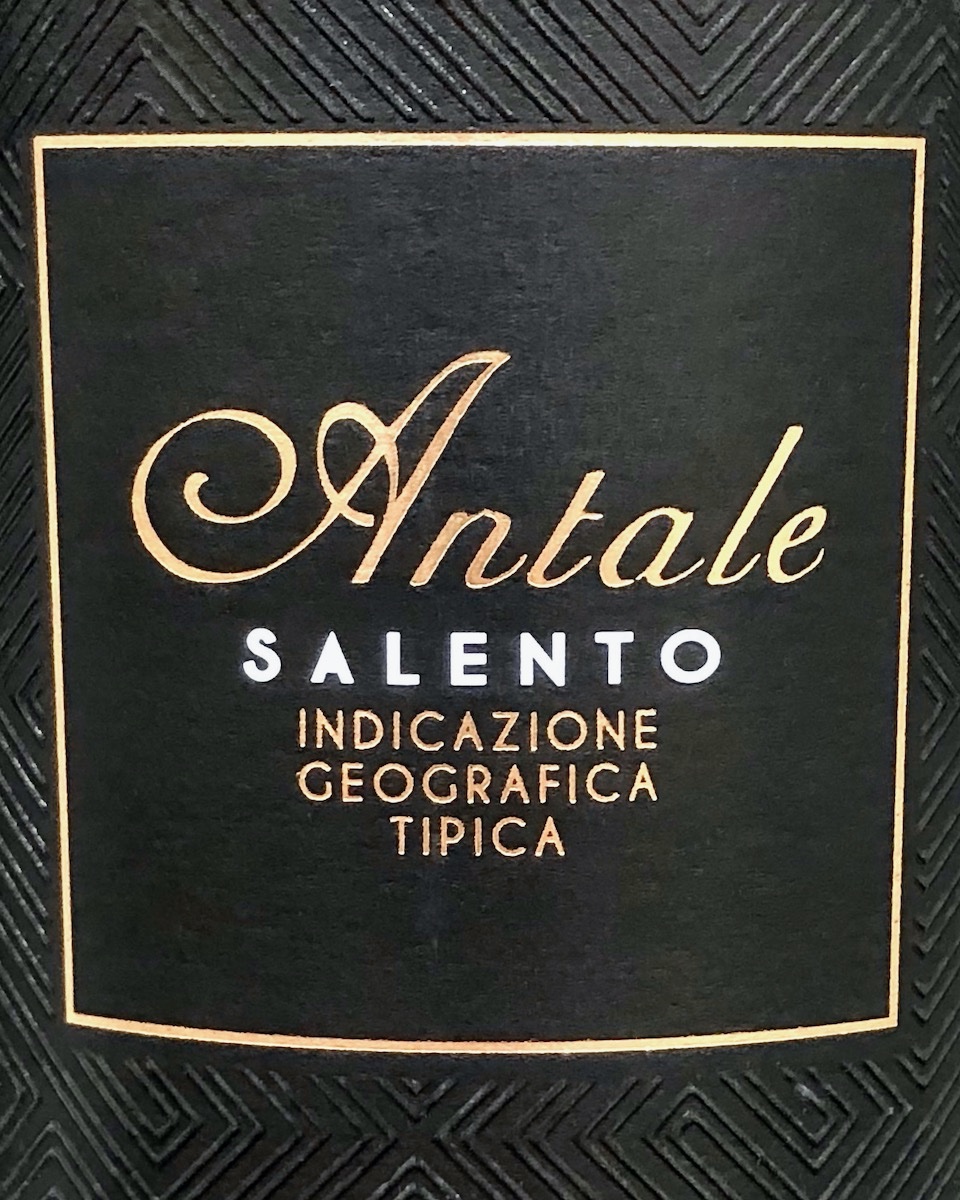 Antale
SALENTO
INDICAZIONE
GEOGRAFICA
TIPICA